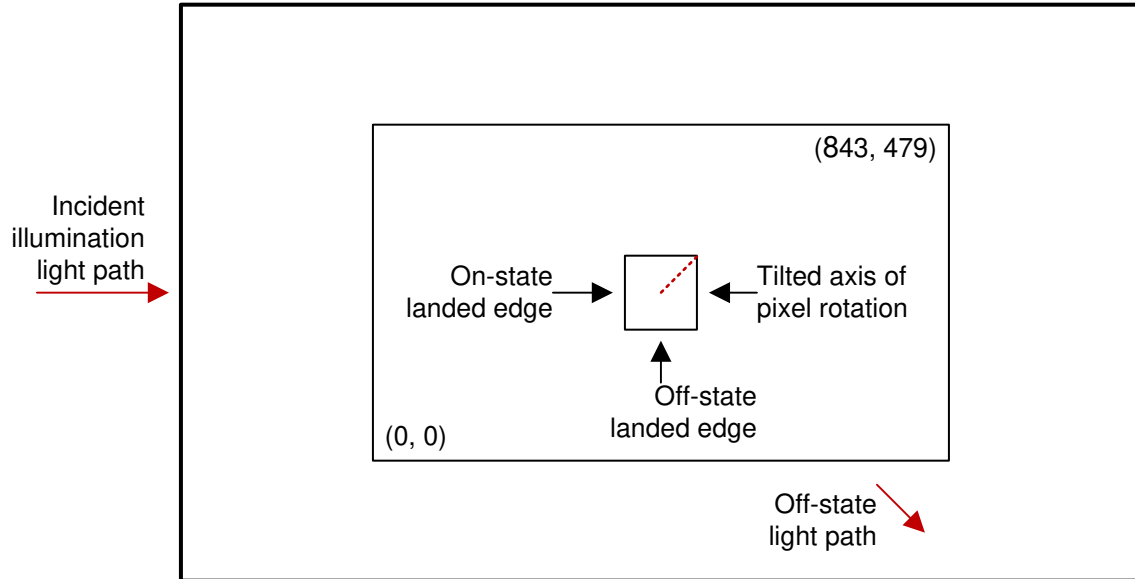 (843, 479)
Incident
illumination
light path
On-state
landed edge
Tilted axis of
pixel rotation
Off-state
landed edge
(0, 0)
Off-state
light path